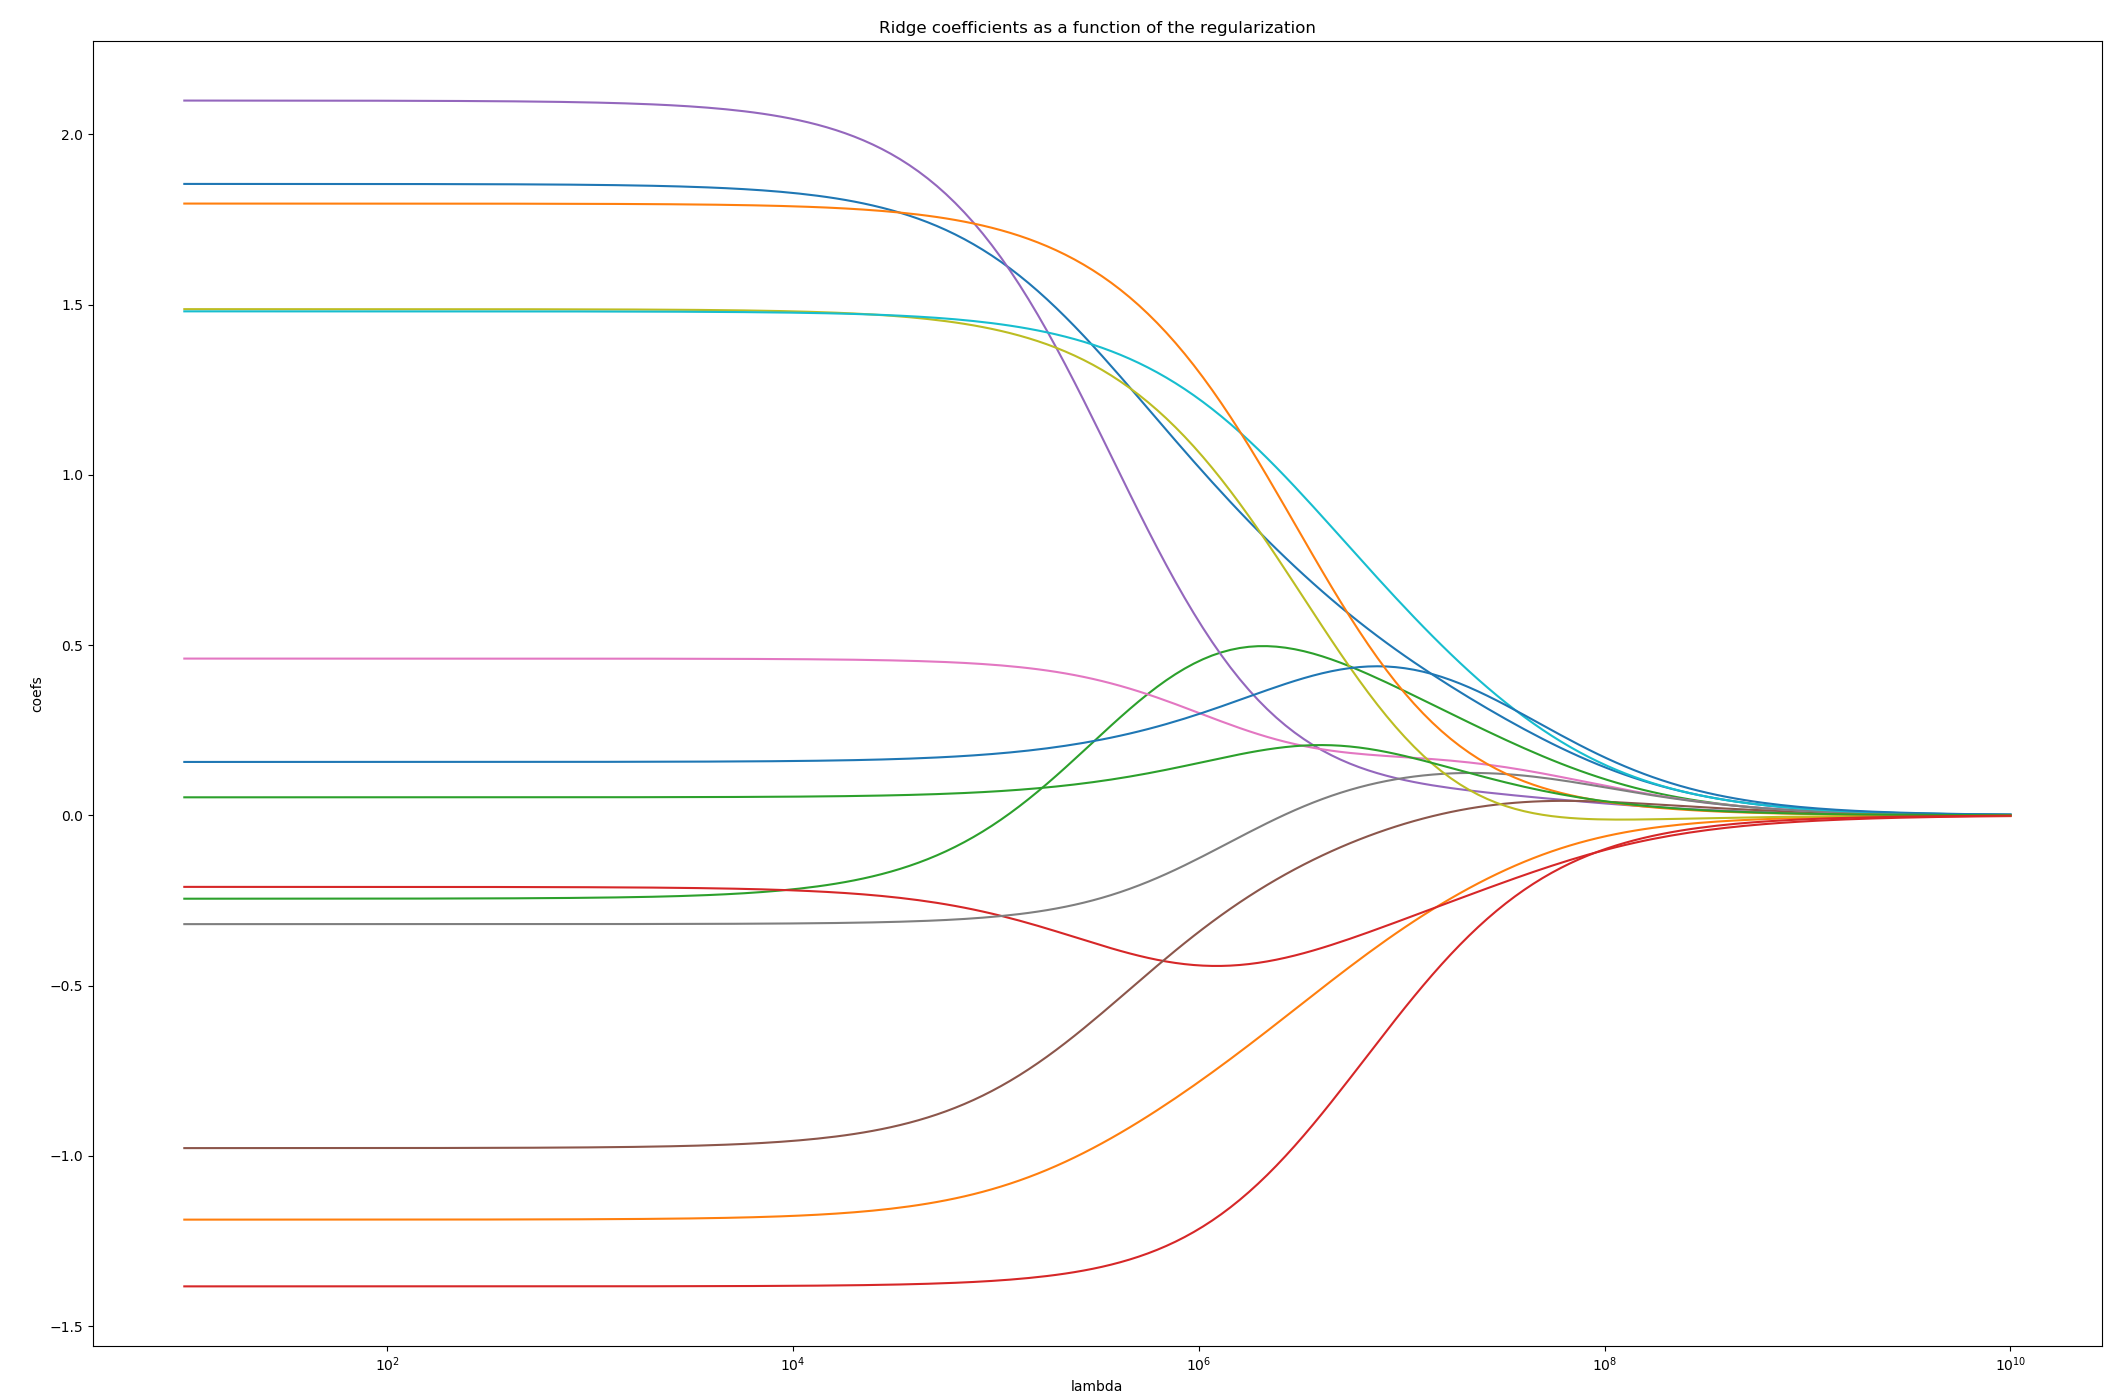 Ridge coefficients as a function of the regularization
2.0
1.5
1.0
0.5
0.0
−0.5
−1.0
−1.5
coefs
10² 10⁴ 10⁶ 10⁸ 10¹⁰
lambda